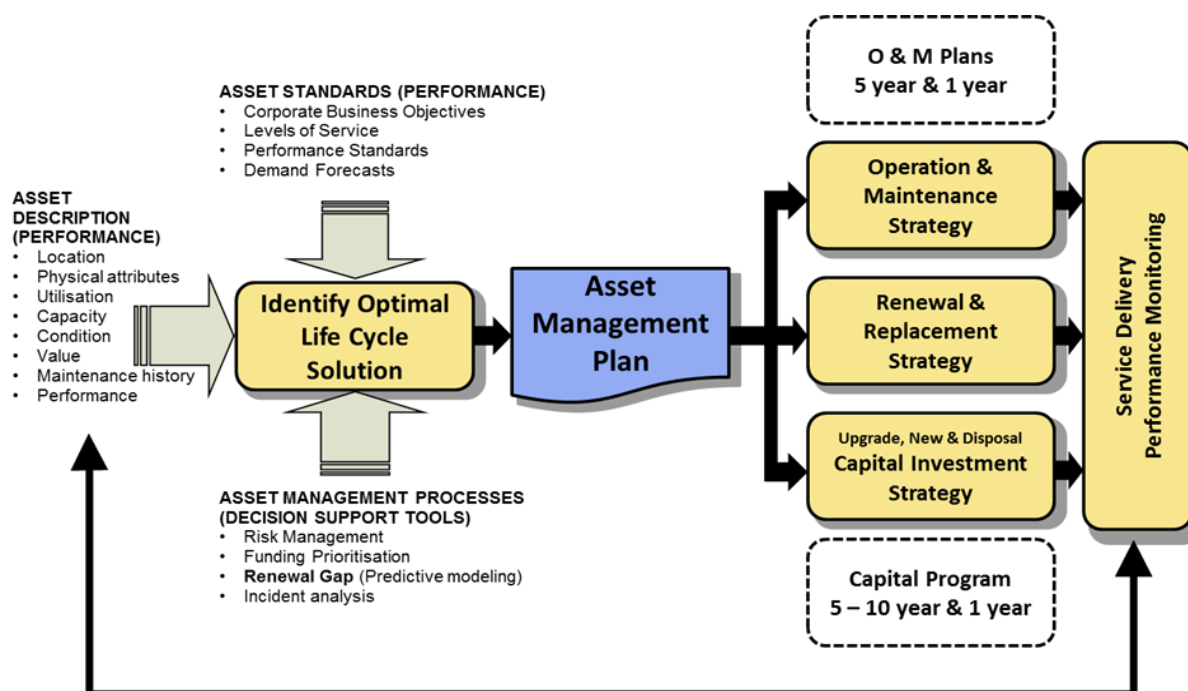 ASSET STANDARDS (PERFORMANCE)
• Corporate Business Objectives
• Levels of Service
• Performance Standards
• Demand Forecasts
ASSET
DESCRIPTION
(PERFORMANCE)
• Location
• Physical attributes
• Utilisation
• Capacity
• Condition
• Value
• Maintenance history
• Performance
Identify Optimal
Life Cycle
Solution
ASSET MANAGEMENT PROCESSES
(DECISION SUPPORT TOOLS)
• Risk Management
• Funding Prioritisation
• Renewal Gap (Predictive modeling)
• Incident analysis
Asset
Management
Plan
O & M Plans
5 year & 1 year
Operation &
Maintenance
Strategy
Renewal &
Replacement
Strategy
Upgrade, New & Disposal
Capital Investment
Strategy
Capital Program
5 – 10 year & 1 year
Service Delivery
Performance Monitoring